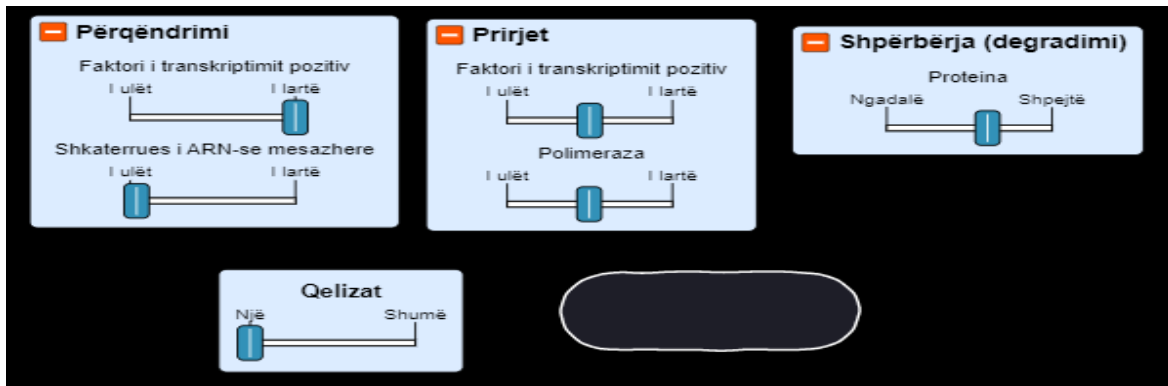 Përqëndrimi
Faktori i transkriptimit pozitiv
I ulët I lartë
Shkaterrues i ARN-se mesazhere
I ulët I lartë
Prirjet
Faktori i transkriptimit pozitiv
I ulët I lartë
Polimeraza
I ulët I lartë
Shpërbërja (degradimi)
Proteina
Ngadalë Shpejtë
Qelizat
Një Shumë